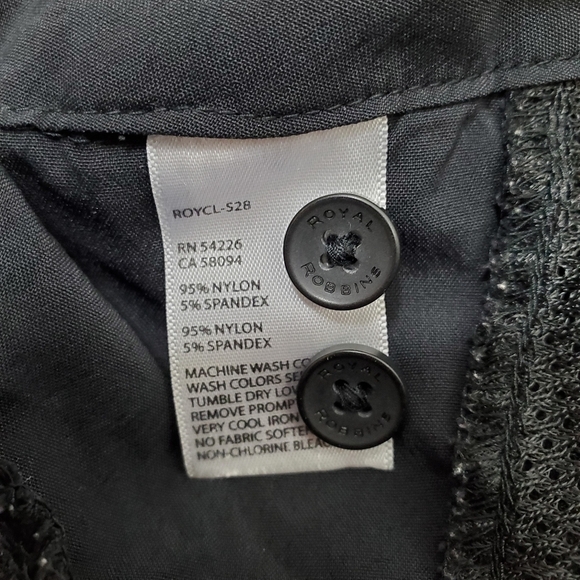 ROYCL-S28
RN 54226
CA 58094
95% NYLON
5% SPANDEX
95% NYLON
5% SPANDEX
MACHINE WASH
WASH COLORS
TUMBLE DRY
REMOVE
VERY COOL IRON
NO FABRIC
NON-CHLORINE
ROYAL
ROBBINS
ROYAL
ROBBINS